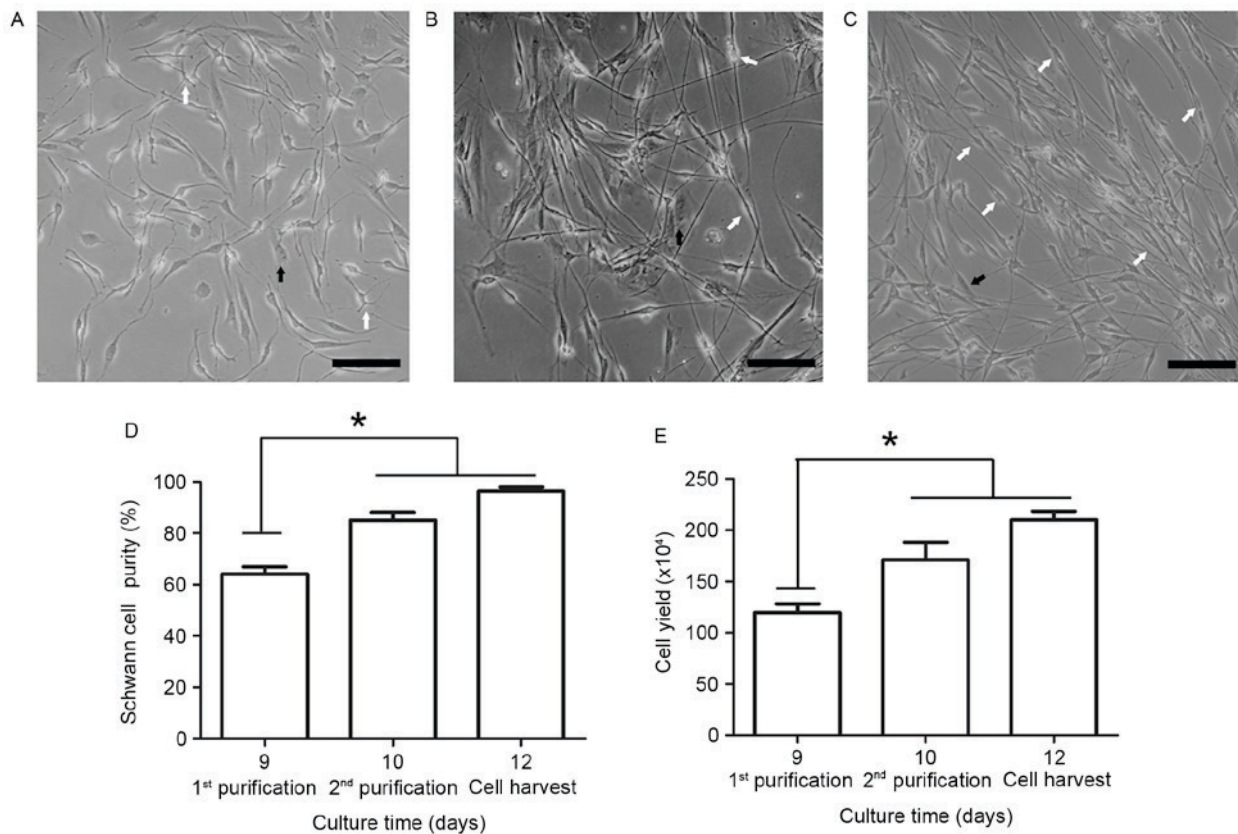 A
B
C
D
*
Schwann cell purity (%)
100
80
60
40
20
0
9
10
12
1st purification
2nd purification
Cell harvest
Culture time (days)
E
*
Cell yield (x10⁴)
250
200
150
100
50
0
9
10
12
1st purification
2nd purification
Cell harvest
Culture time (days)